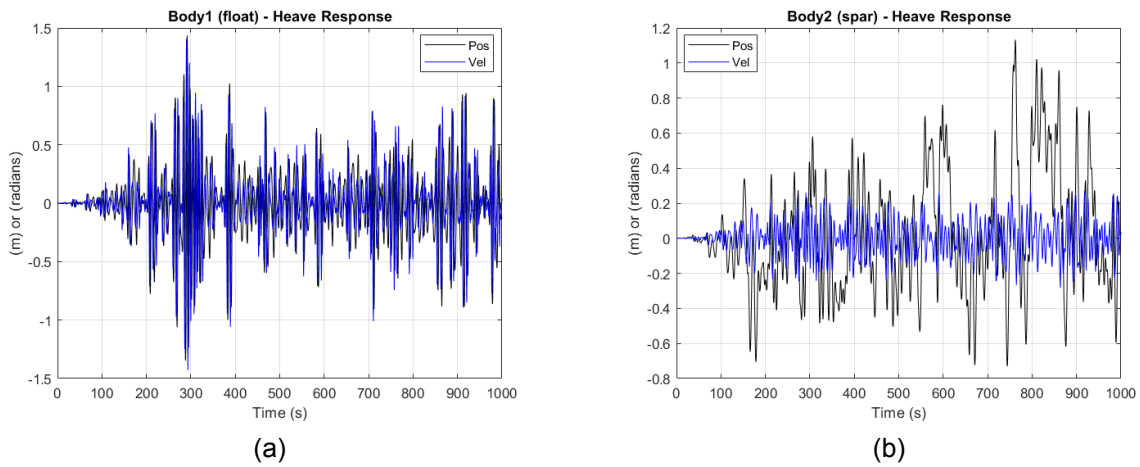 Body1 (float) - Heave Response
1.5
1
0.5
0
-0.5
-1
-1.5
(m) or (radians)
Pos
Vel
0 100 200 300 400 500 600 700 800 900 1000
Time (s)
(a)
Body2 (spar) - Heave Response
1.2
1
0.8
0.6
0.4
0.2
0
-0.2
-0.4
-0.6
-0.8
(m) or (radians)
Pos
Vel
0 100 200 300 400 500 600 700 800 900 1000
Time (s)
(b)